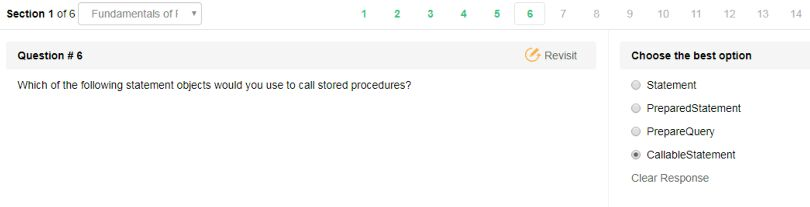 Section 1 of 6 Fundamentals of F 1 2 3 4 5 6 7 8 9 10 11 12 13 14
Question # 6 Revisit
Which of the following statement objects would you use to call stored procedures?
Choose the best option
Statement
PreparedStatement
PrepareQuery
CallableStatement
Clear Response